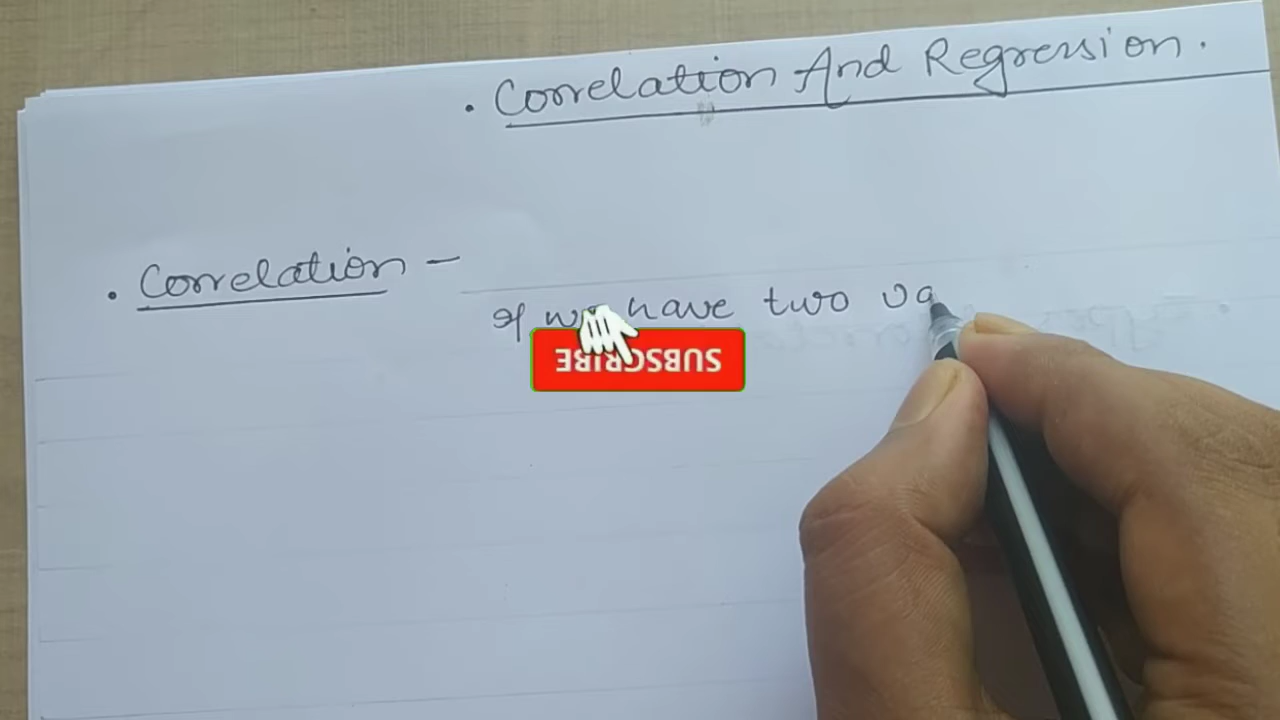 . Correlation And Regression .
. Correlation –
If we have two va
SUBSCRIBE